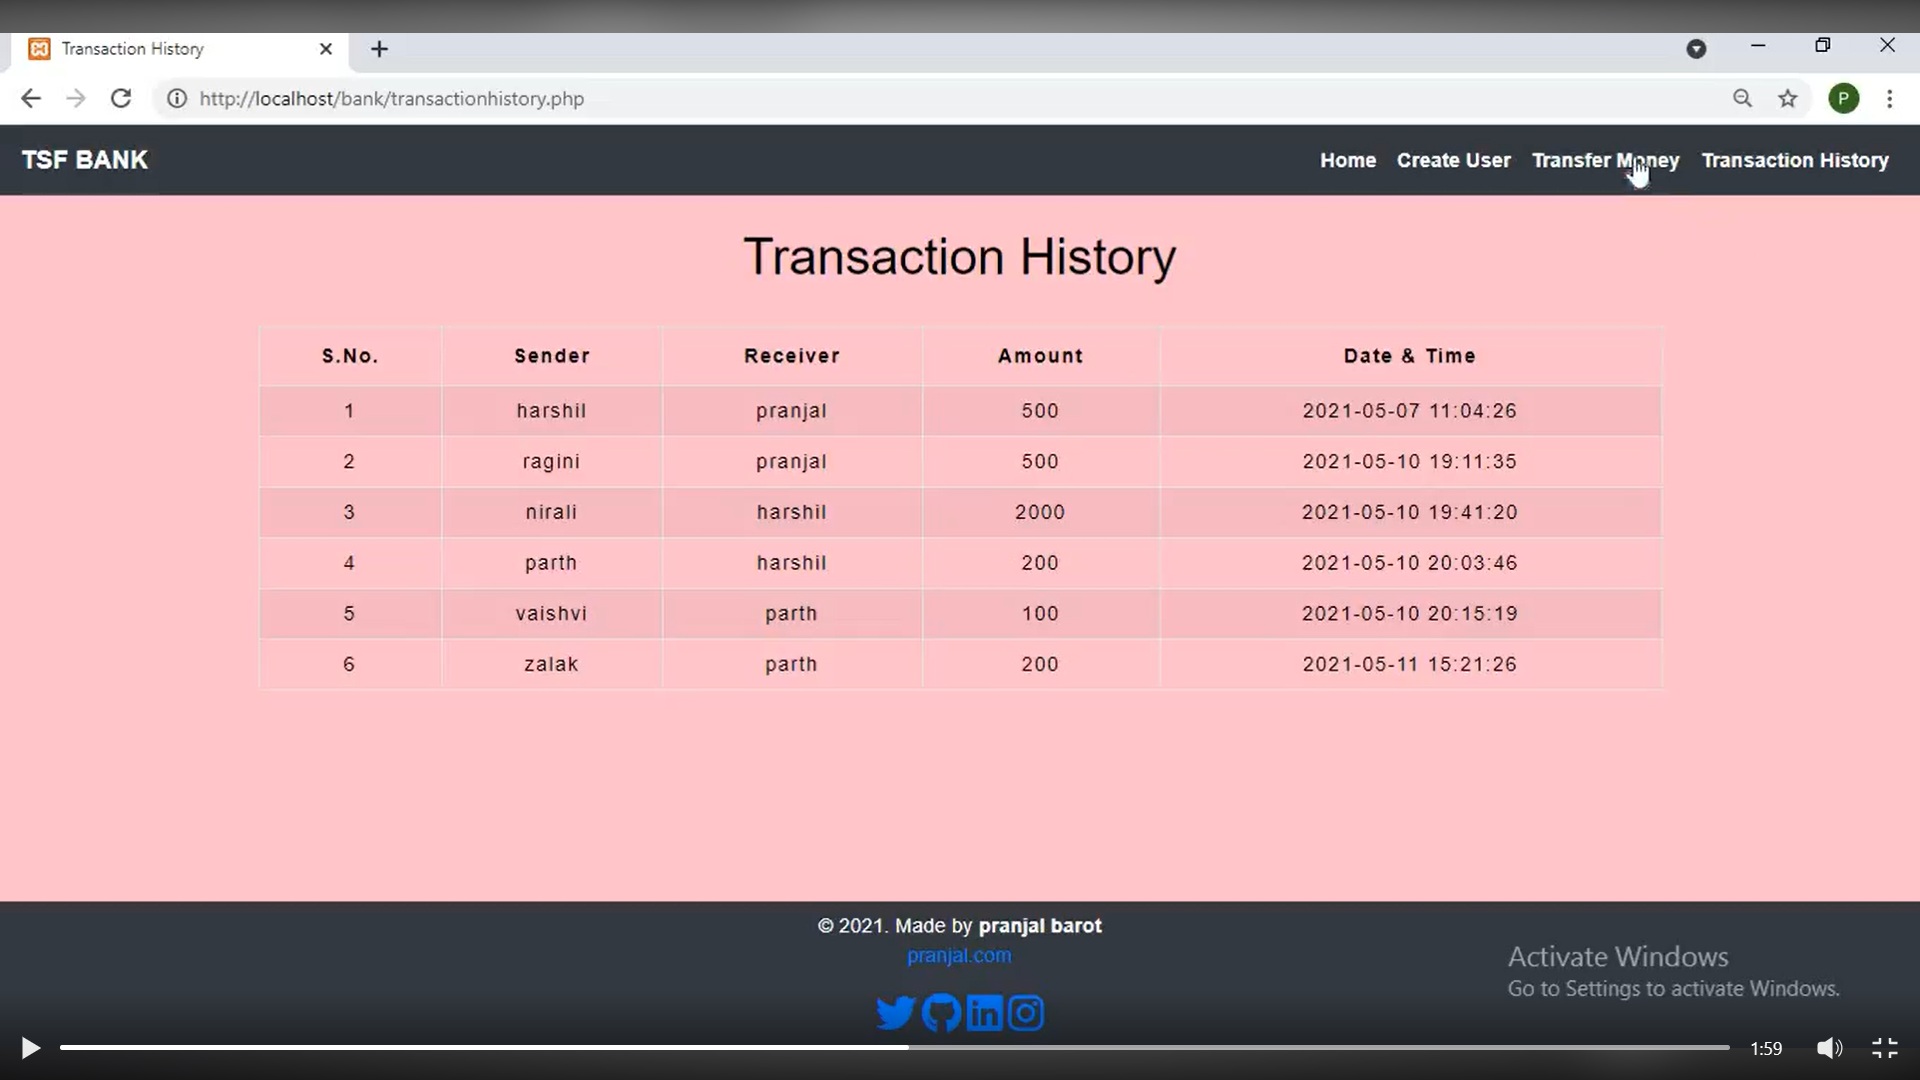 Transaction History
http://localhost/bank/transactionhistory.php
P
TSF BANK Home Create User Transfer Money Transaction History
Transaction History
S.No. Sender Receiver Amount Date & Time
1 harshil pranjal 500 2021-05-07 11:04:26
2 ragini pranjal 500 2021-05-10 19:11:35
3 nirali harshil 2000 2021-05-10 19:41:20
4 parth harshil 200 2021-05-10 20:03:46
5 vaishvi parth 100 2021-05-10 20:15:19
6 zalak parth 200 2021-05-11 15:21:26
© 2021. Made by pranjal barot
pranjal.com
Activate Windows
Go to Settings to activate Windows.
1:59